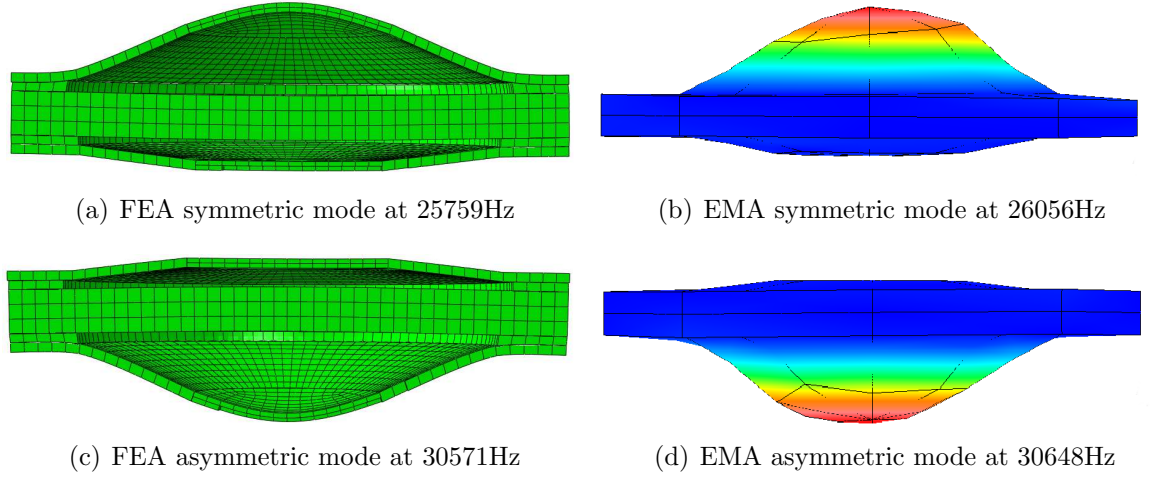 (a) FEA symmetric mode at 25759Hz
(b) EMA symmetric mode at 26056Hz
(c) FEA asymmetric mode at 30571Hz
(d) EMA asymmetric mode at 30648Hz